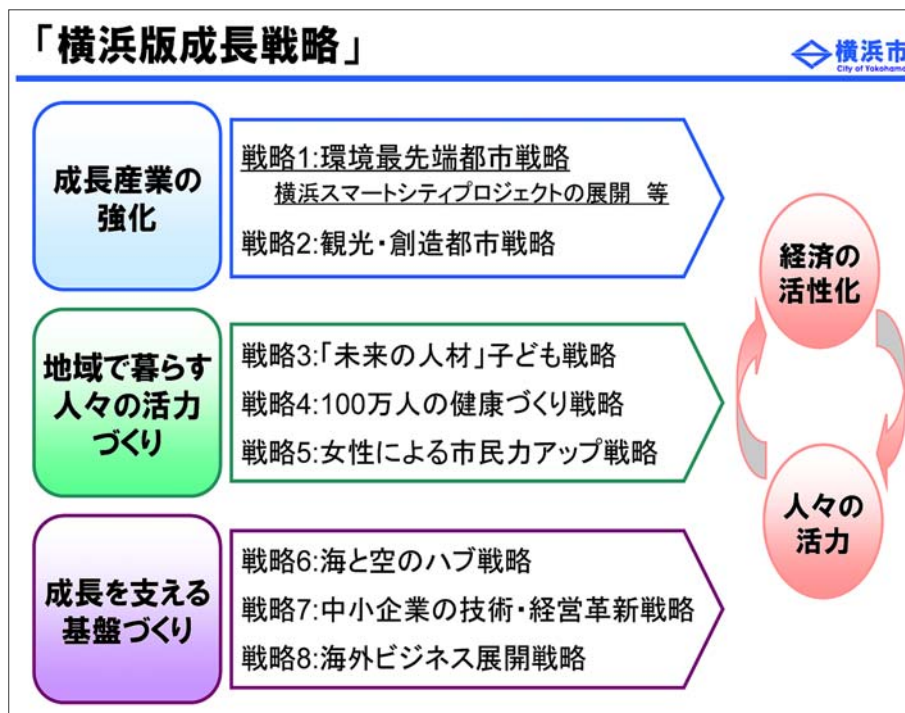 「横浜版成長戦略」
横浜市
City of Yokohama
成長産業の
強化
戦略1:環境最先端都市戦略
横浜スマートシティプロジェクトの展開 等
戦略2:観光・創造都市戦略
地域で暮らす
人々の活力
づくり
戦略3:「未来の人材」子ども戦略
戦略4:100万人の健康づくり戦略
戦略5:女性による市民力アップ戦略
成長を支える
基盤づくり
戦略6:海と空のハブ戦略
戦略7:中小企業の技術・経営革新戦略
戦略8:海外ビジネス展開戦略
経済の
活性化
人々の
活力